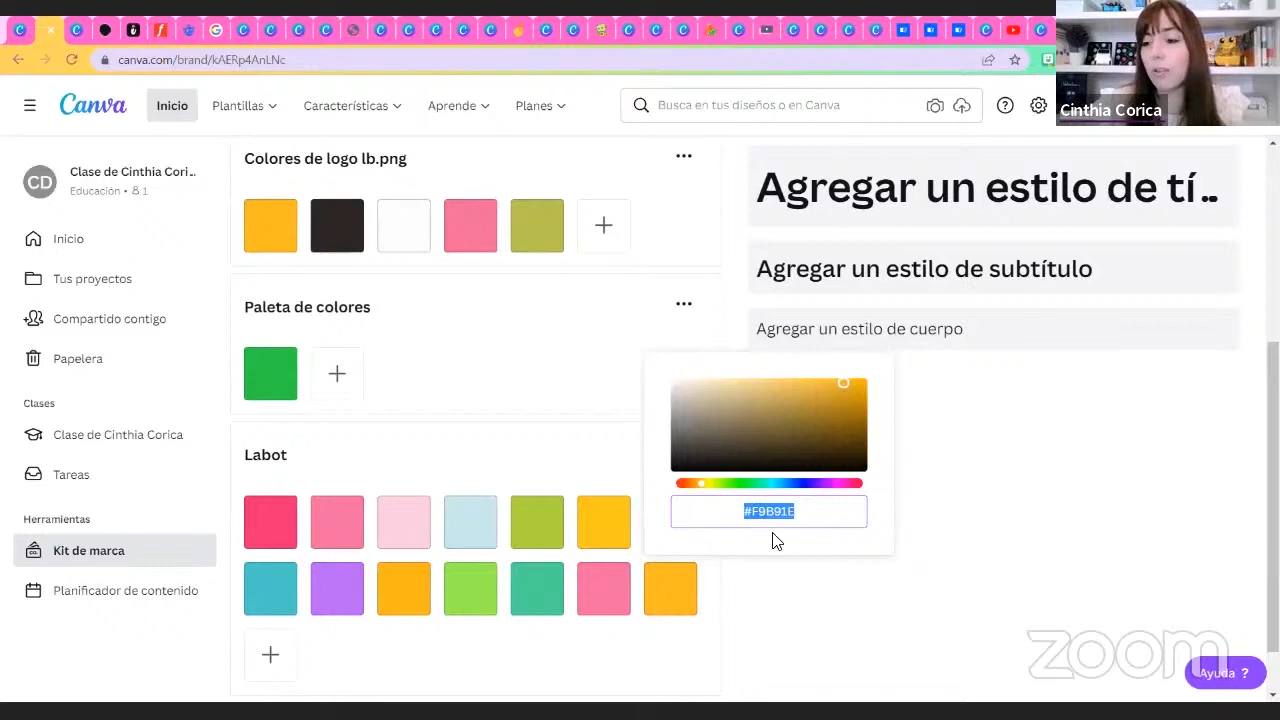 canva.com/brand/kAERp4AnLNc
Cinthia Corica
Canva
Inicio
Plantillas
Características
Aprende
Planes
Busca en tus diseños o en Canva
CD
Clase de Cinthia Cori...
Educación • 1
Inicio
Tus proyectos
Compartido contigo
Papelera
Clases
Clase de Cinthia Corica
Tareas
Herramientas
Kit de marca
Planificador de contenido
Colores de logo lb.png
Paleta de colores
Labot
#F9B91E
Agregar un estilo de tí...
Agregar un estilo de subtítulo
Agregar un estilo de cuerpo
zoom
Ayuda ?